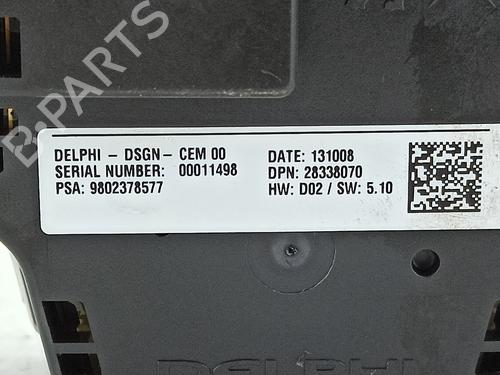 B-PARTS
DELPHI - DSGN - CEM 00
SERIAL NUMBER: 00011498
PSA: 9802378577
DATE: 131008
DPN: 28338070
HW: D02 / SW: 5.10
DELPHI